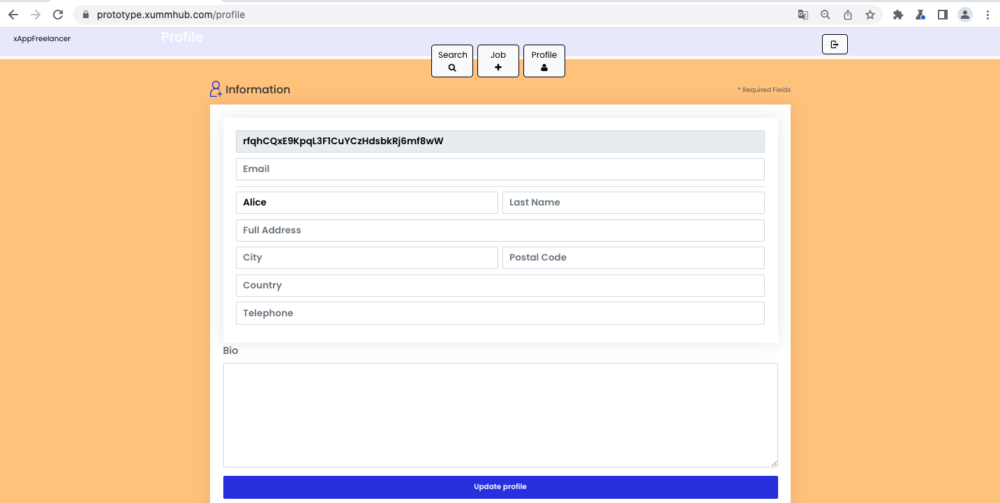 prototype.xummhub.com/profile
xAppFreelancer
Profile
Search
Job
Profile
Information
* Required Fields
rfqhCQxE9KpqL3F1CuYCzHdsbkRj6mf8wW
Email
Alice
Last Name
Full Address
City
Postal Code
Country
Telephone
Bio
Update profile